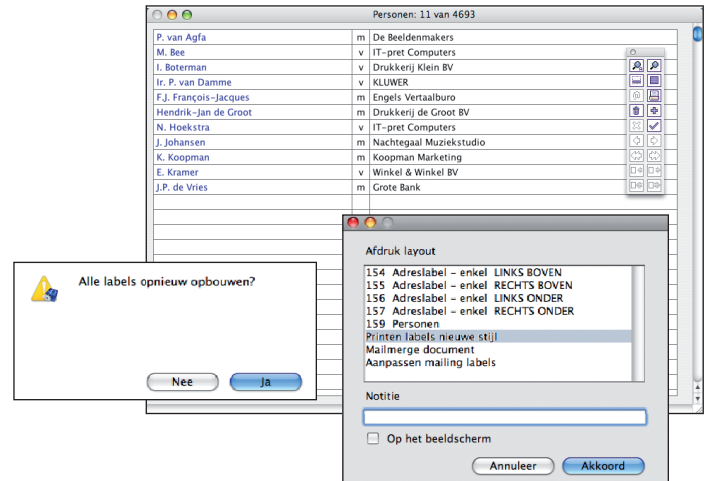 Personen: 11 van 4693
P. van Agfa m De Beeldenmakers
M. Bee v IT-pret Computers
I. Boterman v Drukkerij Klein BV
Ir. P. van Damme v KLUWER
F.J. François-Jacques m Engels Vertaalburo
Hendrik-Jan de Groot m Drukkerij de Groot BV
N. Hoekstra v IT-pret Computers
J. Johansen m Nachtegaal Muziekstudio
K. Koopman m Koopman Marketing
E. Kramer v Winkel & Winkel BV
J.P. de Vries m Grote Bank
Alle labels opnieuw opbouwen?
Nee Ja
Afdruk layout
154 Adreslabel - enkel LINKS BOVEN
155 Adreslabel - enkel RECHTS BOVEN
156 Adreslabel - enkel LINKS ONDER
157 Adreslabel - enkel RECHTS ONDER
159 Personen
Printen labels nieuwe stijl
Mailmerge document
Aanpassen mailing labels
Notitie
Op het beeldscherm
Annuleer Akkoord